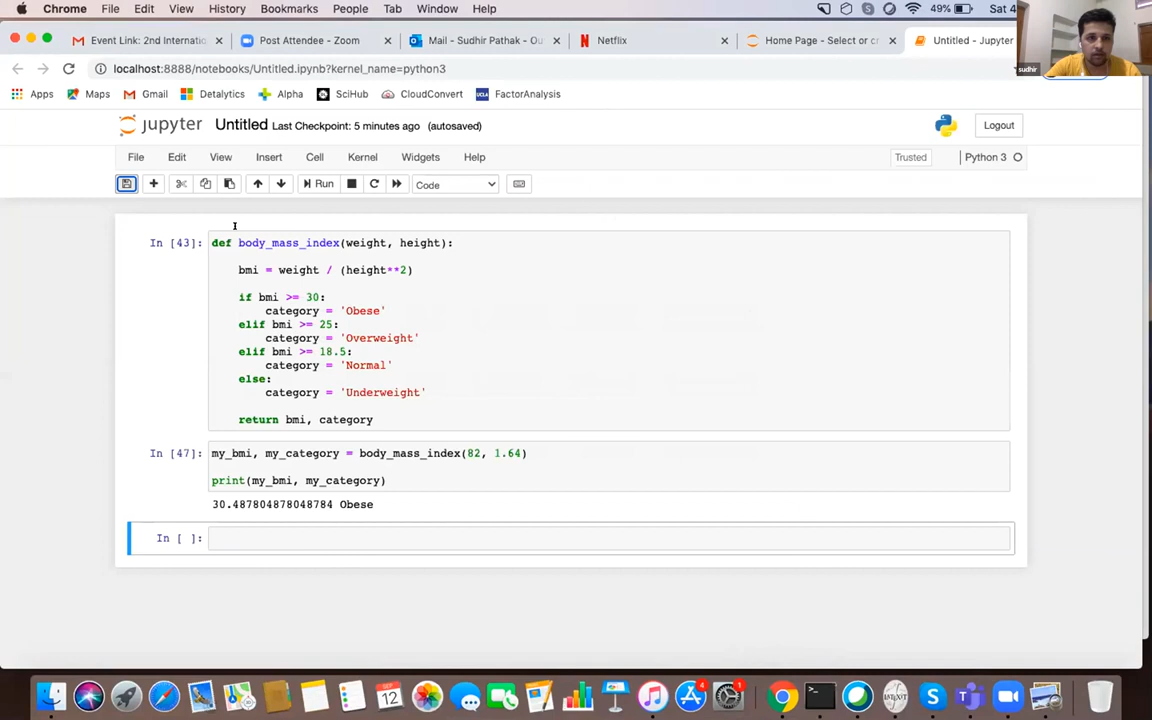 Chrome File Edit View History Bookmarks People Tab Window Help 49% Sat 4
Event Link: 2nd Internatio Post Attendee - Zoom Mail - Sudhir Pathak - Ou Netflix Home Page - Select or cr Untitled - Jupyter
sudhir
localhost:8888/notebooks/Untitled.ipynb?kernel_name=python3
Apps Maps Gmail Detalytics Alpha SciHub CloudConvert UCLA FactorAnalysis
jupyter Untitled Last Checkpoint: 5 minutes ago (autosaved) Logout
File Edit View Insert Cell Kernel Widgets Help Trusted Python 3
Run Code
In [43]: def body_mass_index(weight, height):
bmi = weight / (height**2)
if bmi >= 30:
category = 'Obese'
elif bmi >= 25:
category = 'Overweight'
elif bmi >= 18.5:
category = 'Normal'
else:
category = 'Underweight'
return bmi, category
In [47]: my_bmi, my_category = body_mass_index(82, 1.64)
print(my_bmi, my_category)
30.487804878048784 Obese
In [ ]:
SEP 12 4 1